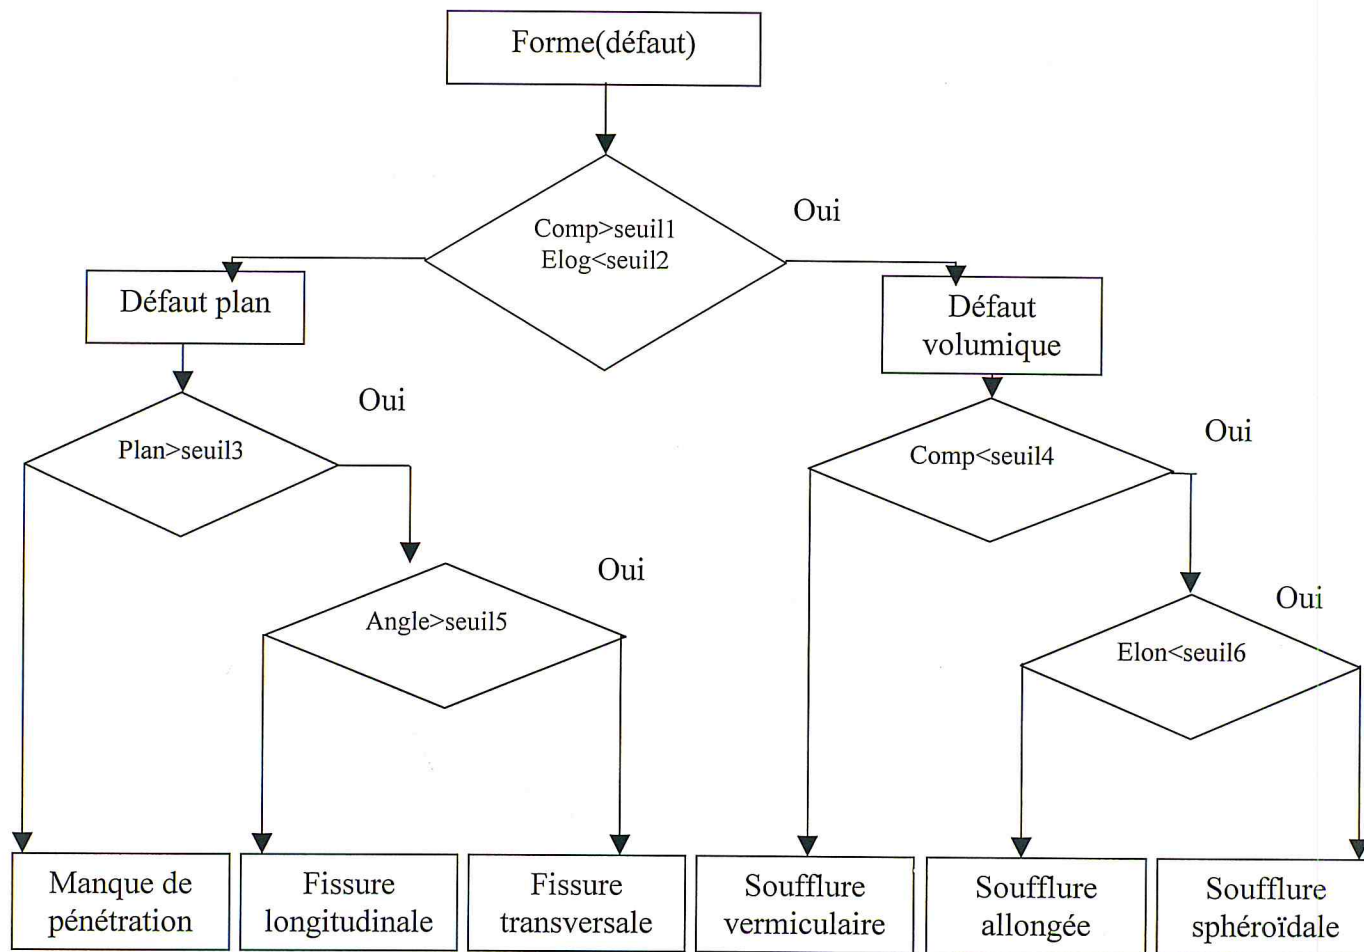 Forme(défaut)
Oui
Comp>seuil1
Elog<seuil2
Défaut plan
Défaut
volumique
Oui
Plan>seuil3
Oui
Comp<seuil4
Oui
Angle>seuil5
Oui
Elon<seuil6
Manque de
pénétration
Fissure
longitudinale
Fissure
transversale
Soufflure
vermiculaire
Soufflure
allongée
Soufflure
sphéroïdale